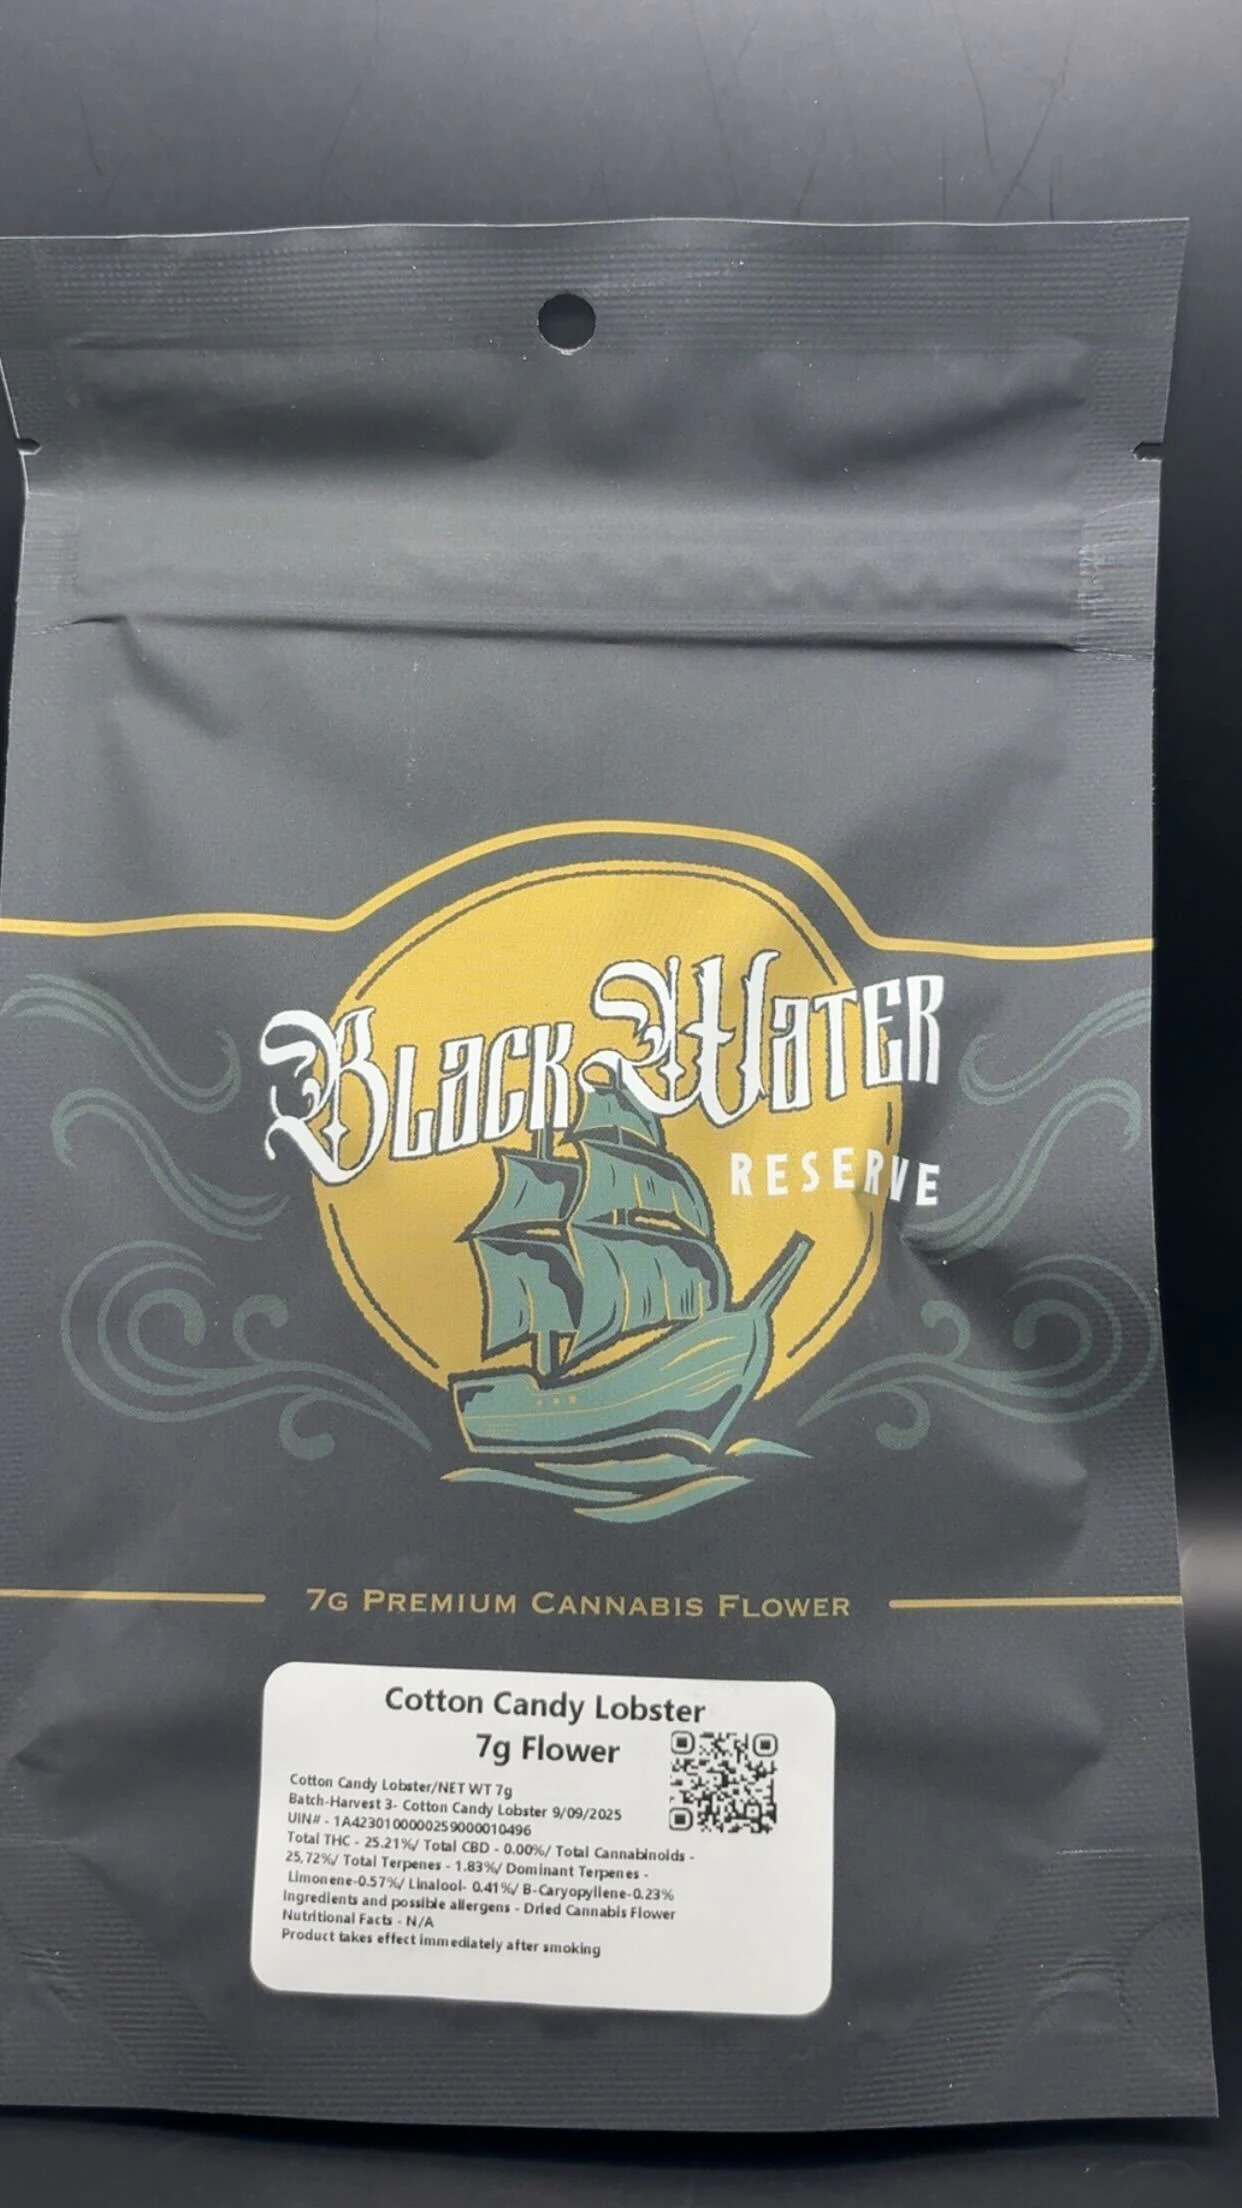 Black Water
RESERVE
7G PREMIUM CANNABIS FLOWER
Cotton Candy Lobster
7g Flower
Cotton Candy Lobster/NET WT 7g
Batch-Harvest 3- Cotton Candy Lobster 9/09/2025
UIN# - 1A4230100000259000010496
Total THC - 25.21%/ Total CBD - 0.00%/ Total Cannabinoids -
25.72%/ Total Terpenes - 1.83%/ Dominant Terpenes -
Limonene-0.57%/ Linalool- 0.41%/ B-Caryopyllene-0.23%
Ingredients and possible allergens - Dried Cannabis Flower
Nutritional Facts - N/A
Product takes effect immediately after smoking